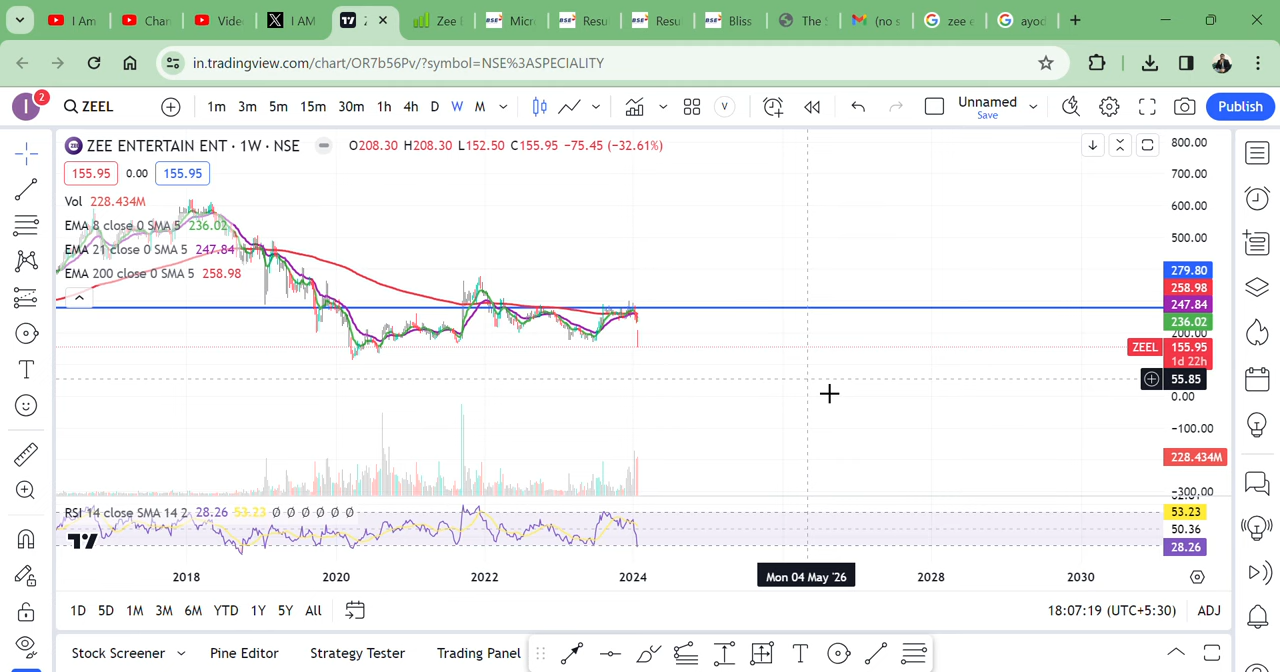 I Am
Chan
Vide
I AM
Z
Zee
Micr
Resu
Resu
Bliss
The S
(no s
zee e
ayod
in.tradingview.com/chart/OR7b56Pv/?symbol=NSE%3ASPECIALITY
I
2
ZEEL
1m 3m 5m 15m 30m 1h 4h D W M
V
Unnamed
Save
Publish
ZEE ENTERTAIN ENT · 1W · NSE
O208.30 H208.30 L152.50 C155.95 −75.45 (−32.61%)
155.95 0.00 155.95
Vol 228.434M
EMA 8 close 0 SMA 5 236.02
EMA 21 close 0 SMA 5 247.84
EMA 200 close 0 SMA 5 258.98
800.00
700.00
600.00
500.00
279.80
258.98
247.84
236.02
200.00
ZEEL 155.95
1d 22h
55.85
0.00
−100.00
228.434M
−300.00
RSI 14 close SMA 14 2 28.26 53.23 Ø Ø Ø Ø Ø Ø
53.23
50.36
28.26
2018 2020 2022 2024 Mon 04 May '26 2028 2030
1D 5D 1M 3M 6M YTD 1Y 5Y All
18:07:19 (UTC+5:30) ADJ
Stock Screener Pine Editor Strategy Tester Trading Panel